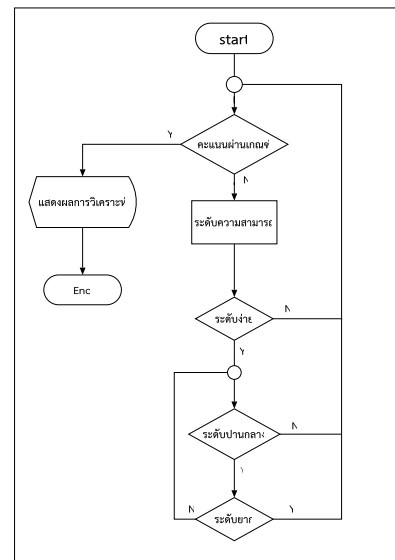 start
คะแนนผ่านเกณฑ์
Y
N
แสดงผลการวิเคราะห์
ระดับความสามารถ
Enc
ระดับง่าย
N
Y
ระดับปานกลาง
N
ระดับยาก
N
Y